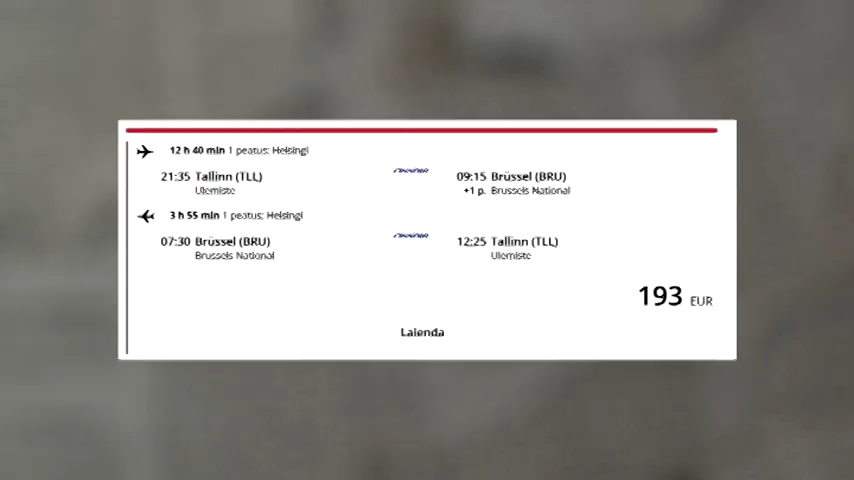 12 h 40 min 1 peatus: Helsingi
21:35 Tallinn (TLL) FINNAIR 09:15 Brüssel (BRU)
Ülemiste +1 p. Brussels National
3 h 55 min 1 peatus: Helsingi
07:30 Brüssel (BRU) FINNAIR 12:25 Tallinn (TLL)
Brussels National Ülemiste
193 EUR
Laienda